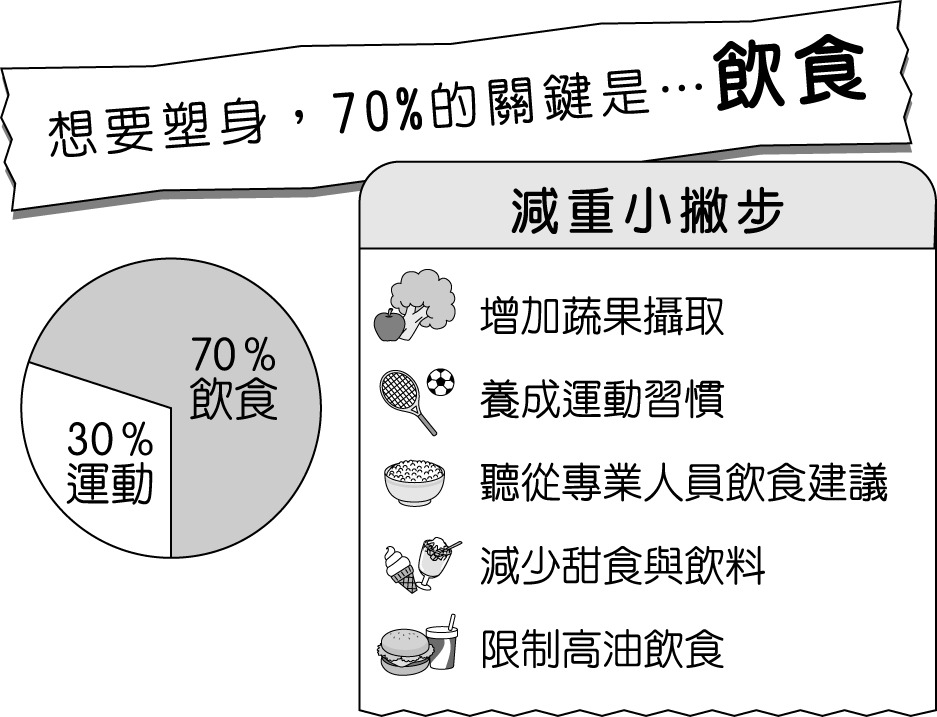 想要塑身，70%的關鍵是…飲食
減重小撇步
70%
飲食
30%
運動
增加蔬果攝取
養成運動習慣
聽從專業人員飲食建議
減少甜食與飲料
限制高油飲食